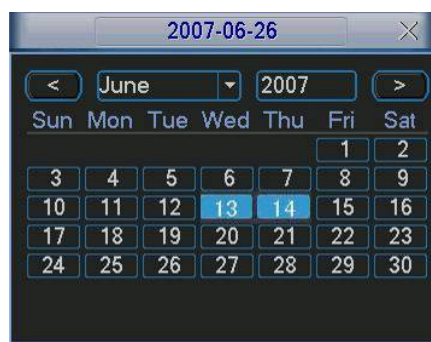 2007-06-26
< June 2007 >
Sun Mon Tue Wed Thu Fri Sat
1 2
3 4 5 6 7 8 9
10 11 12 13 14 15 16
17 18 19 20 21 22 23
24 25 26 27 28 29 30